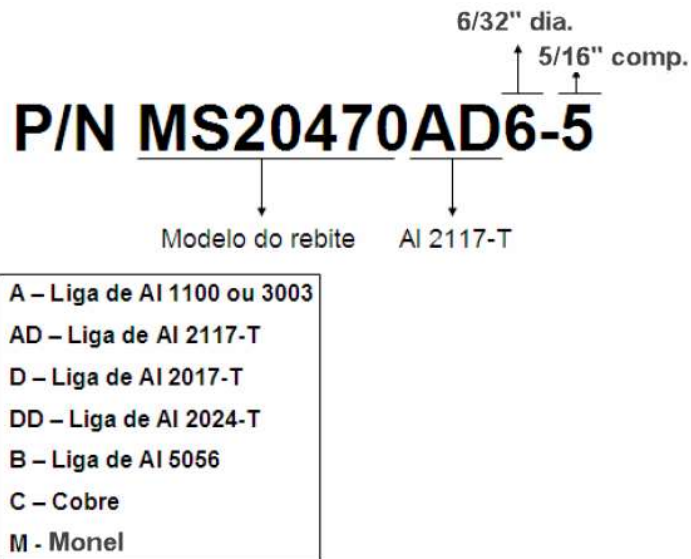 6/32" dia.
5/16" comp.
P/N MS20470AD6-5
Modelo do rebite
Al 2117-T
A – Liga de Al 1100 ou 3003
AD – Liga de Al 2117-T
D – Liga de Al 2017-T
DD – Liga de Al 2024-T
B – Liga de Al 5056
C – Cobre
M - Monel